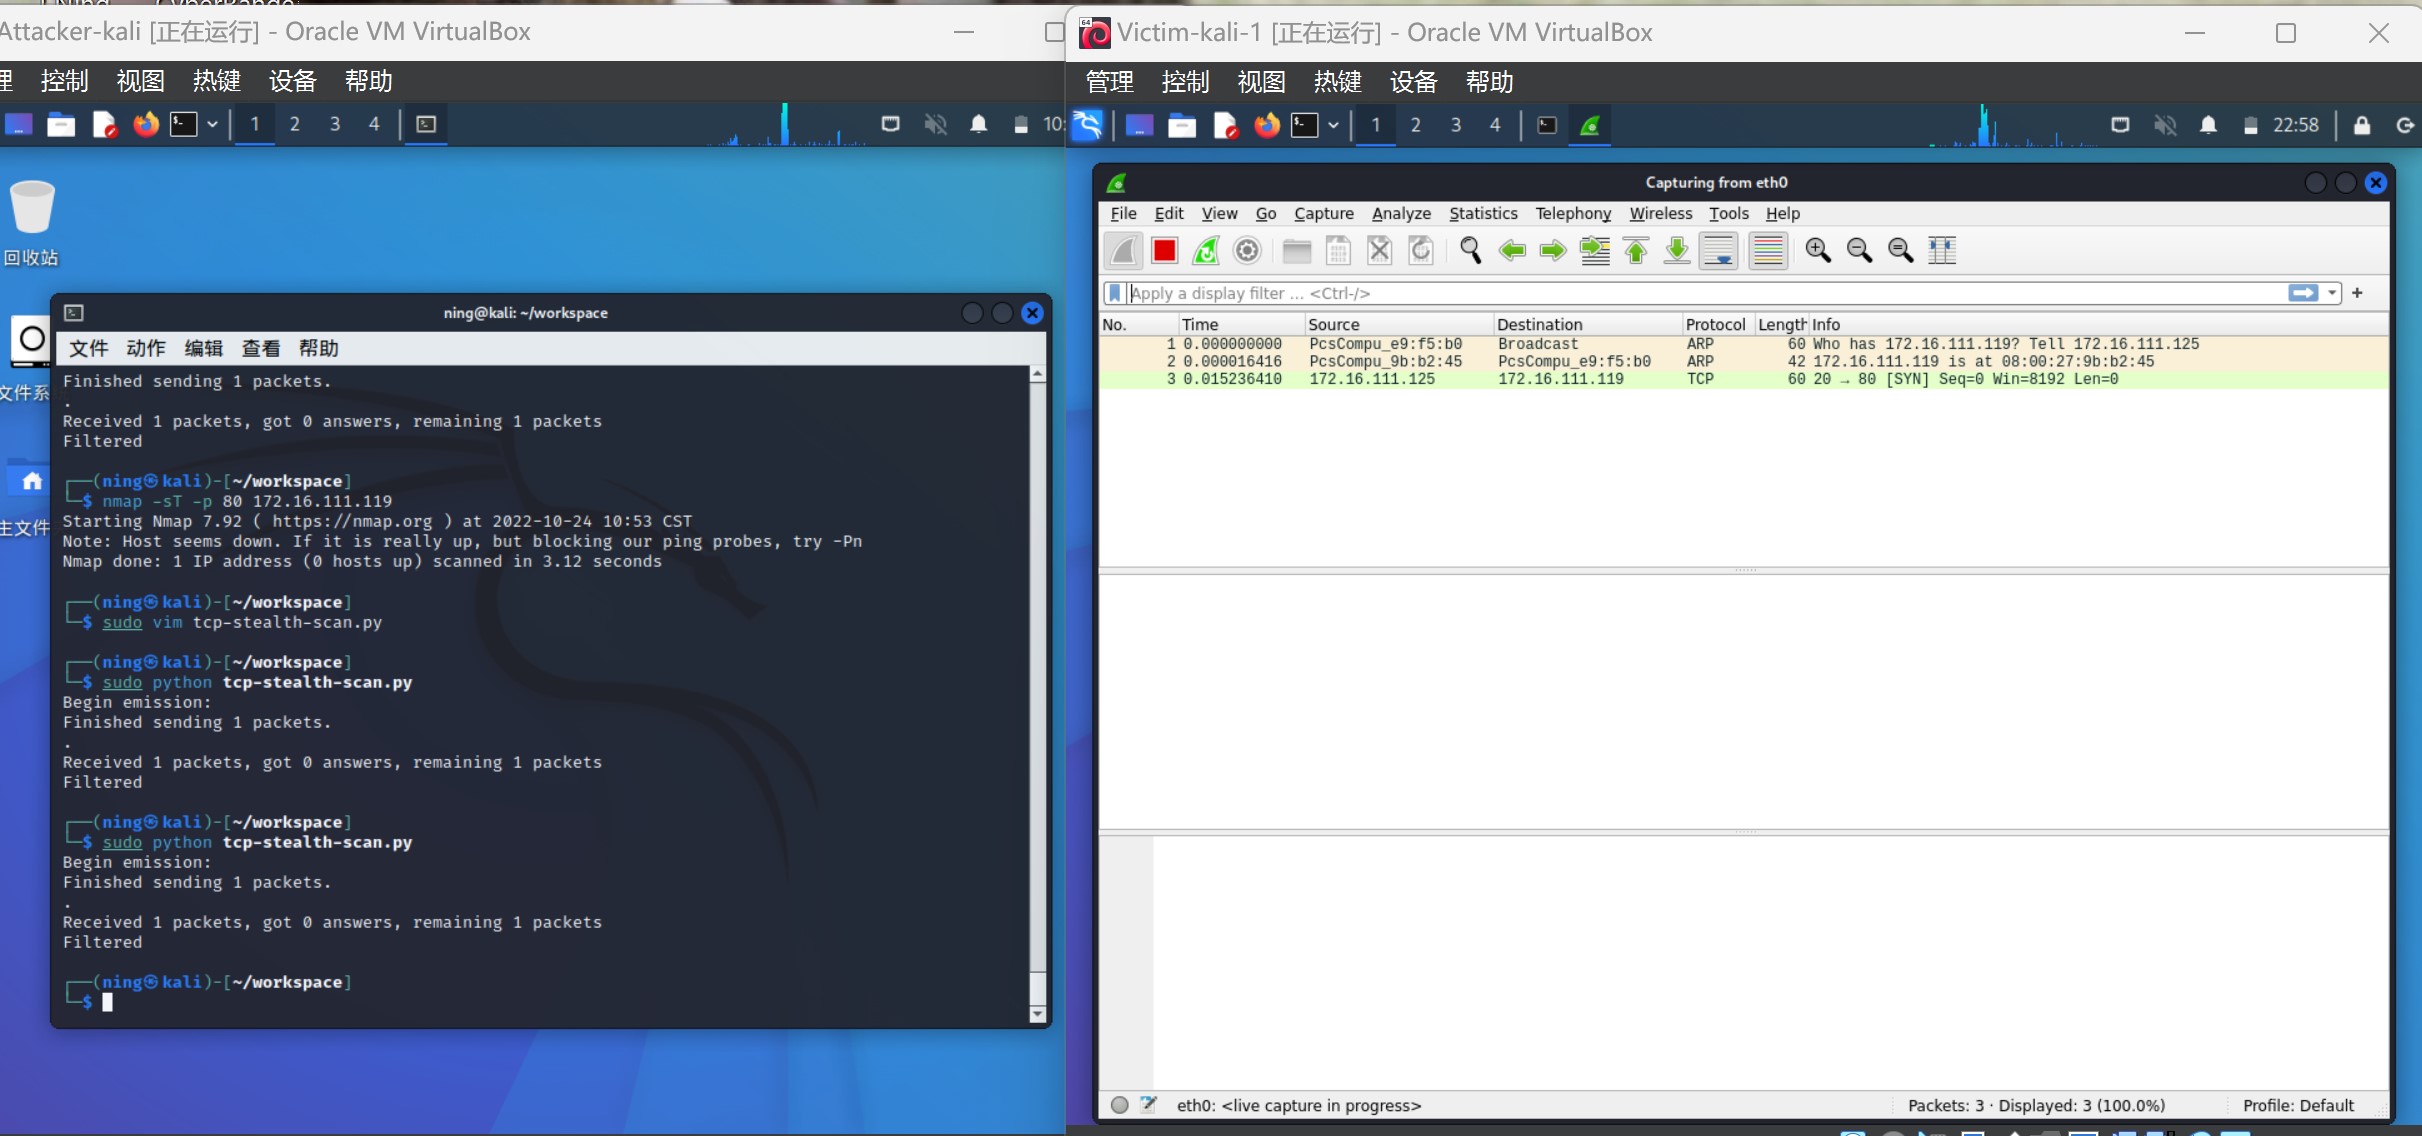 Attacker-kali [正在运行] - Oracle VM VirtualBox
理 控制 视图 热键 设备 帮助
1 2 3 4 10:
回收站
文件系
主文件
ning@kali: ~/workspace
文件 动作 编辑 查看 帮助
Finished sending 1 packets.
.
Received 1 packets, got 0 answers, remaining 1 packets
Filtered
┌──(ning㉿kali)-[~/workspace]
└─$ nmap -sT -p 80 172.16.111.119
Starting Nmap 7.92 ( https://nmap.org ) at 2022-10-24 10:53 CST
Note: Host seems down. If it is really up, but blocking our ping probes, try -Pn
Nmap done: 1 IP address (0 hosts up) scanned in 3.12 seconds
┌──(ning㉿kali)-[~/workspace]
└─$ sudo vim tcp-stealth-scan.py
┌──(ning㉿kali)-[~/workspace]
└─$ sudo python tcp-stealth-scan.py
Begin emission:
Finished sending 1 packets.
.
Received 1 packets, got 0 answers, remaining 1 packets
Filtered
┌──(ning㉿kali)-[~/workspace]
└─$ sudo python tcp-stealth-scan.py
Begin emission:
Finished sending 1 packets.
.
Received 1 packets, got 0 answers, remaining 1 packets
Filtered
┌──(ning㉿kali)-[~/workspace]
└─$
Victim-kali-1 [正在运行] - Oracle VM VirtualBox
管理 控制 视图 热键 设备 帮助
1 2 3 4 22:58
Capturing from eth0
File Edit View Go Capture Analyze Statistics Telephony Wireless Tools Help
Apply a display filter ... <Ctrl-/>
No. Time Source Destination Protocol Length Info
1 0.000000000 PcsCompu_e9:f5:b0 Broadcast ARP 60 Who has 172.16.111.119? Tell 172.16.111.125
2 0.000016416 PcsCompu_9b:b2:45 PcsCompu_e9:f5:b0 ARP 42 172.16.111.119 is at 08:00:27:9b:b2:45
3 0.015236410 172.16.111.125 172.16.111.119 TCP 60 20 → 80 [SYN] Seq=0 Win=8192 Len=0
eth0: <live capture in progress>
Packets: 3 · Displayed: 3 (100.0%)
Profile: Default